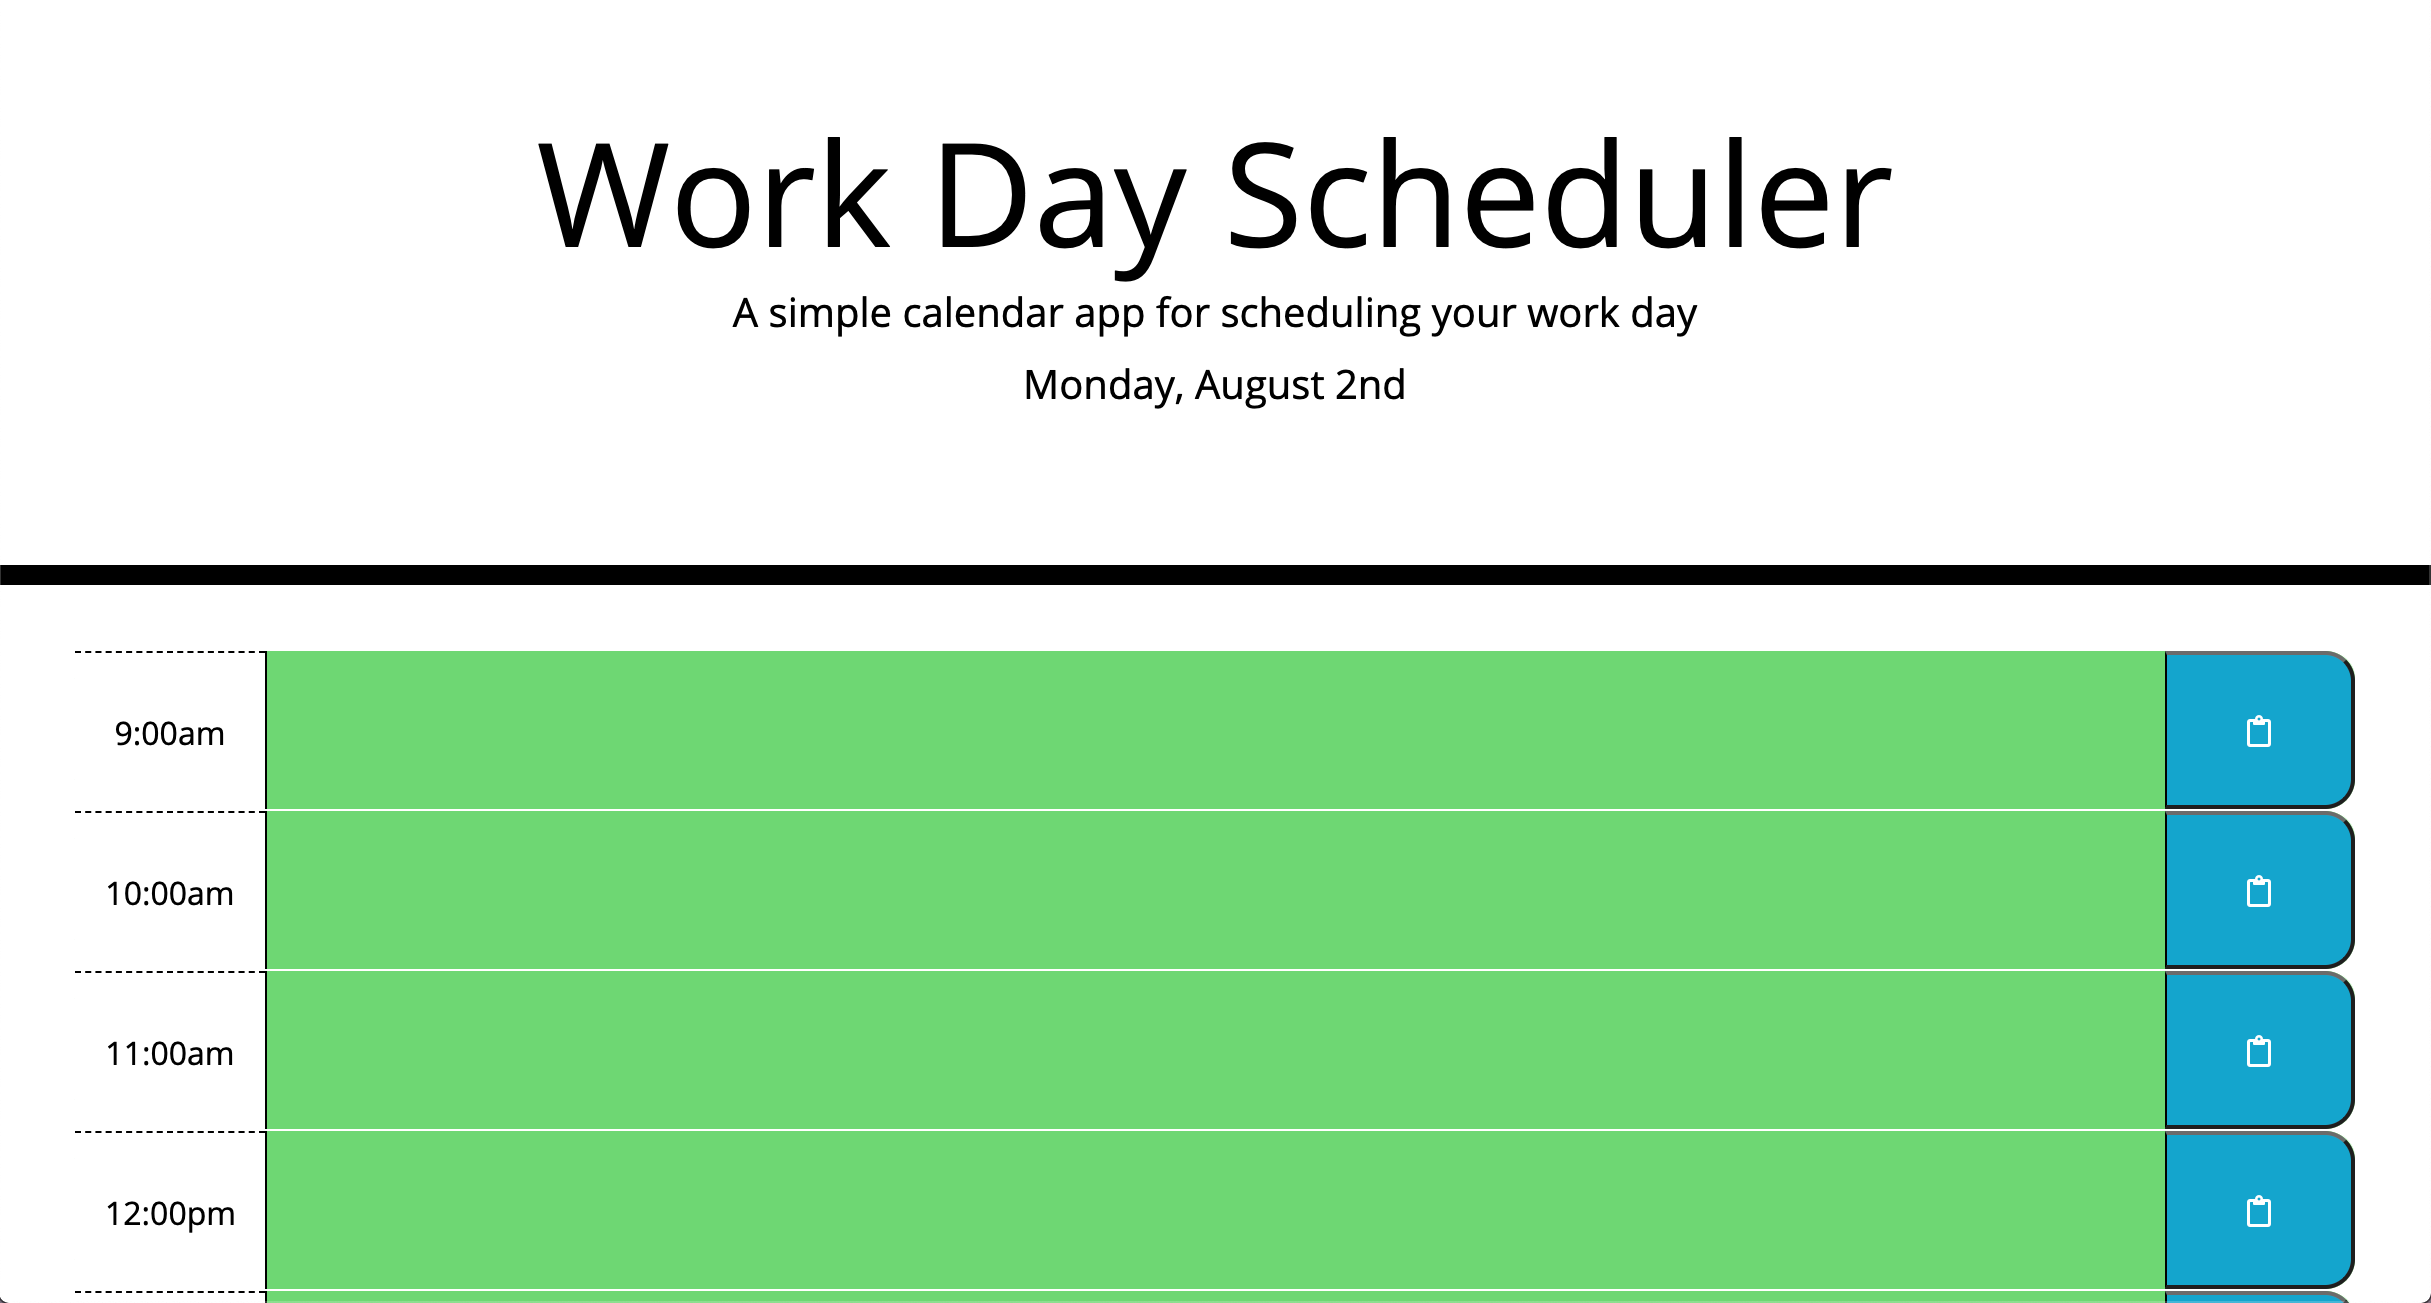 Work Day Scheduler
A simple calendar app for scheduling your work day
Monday, August 2nd
9:00am
10:00am
11:00am
12:00pm